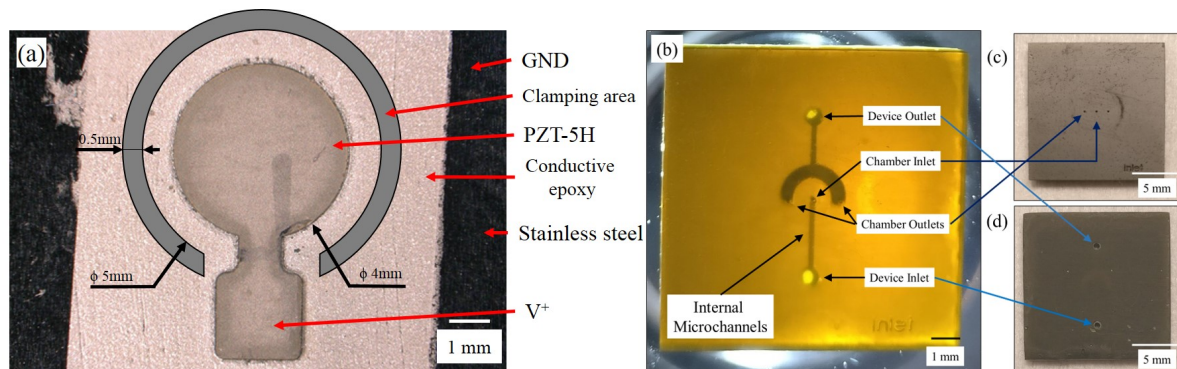 (a)
GND
Clamping area
0.5mm
PZT-5H
Conductive
epoxy
Stainless steel
ϕ 5mm
ϕ 4mm
V⁺
1 mm
(b)
Device Outlet
Chamber Inlet
Chamber Outlets
Device Inlet
Internal
Microchannels
1 mm
(c)
5 mm
(d)
5 mm